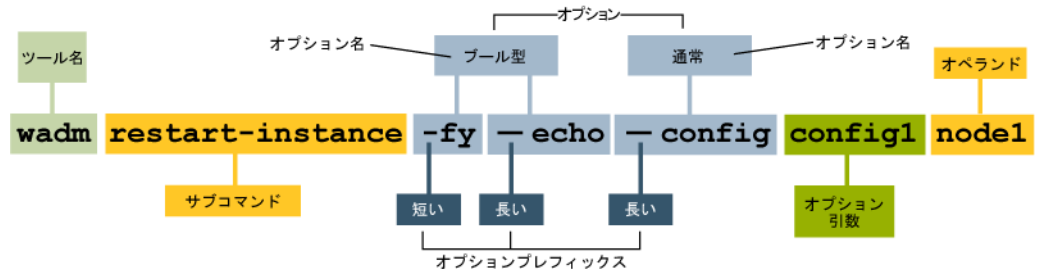 オプション
オプション名
オプション名
ツール名
ブール型
通常
オペランド
wadm restart-instance -fy —echo —config config1 node1
サブコマンド
短い
長い
長い
オプション
引数
オプションプレフィックス